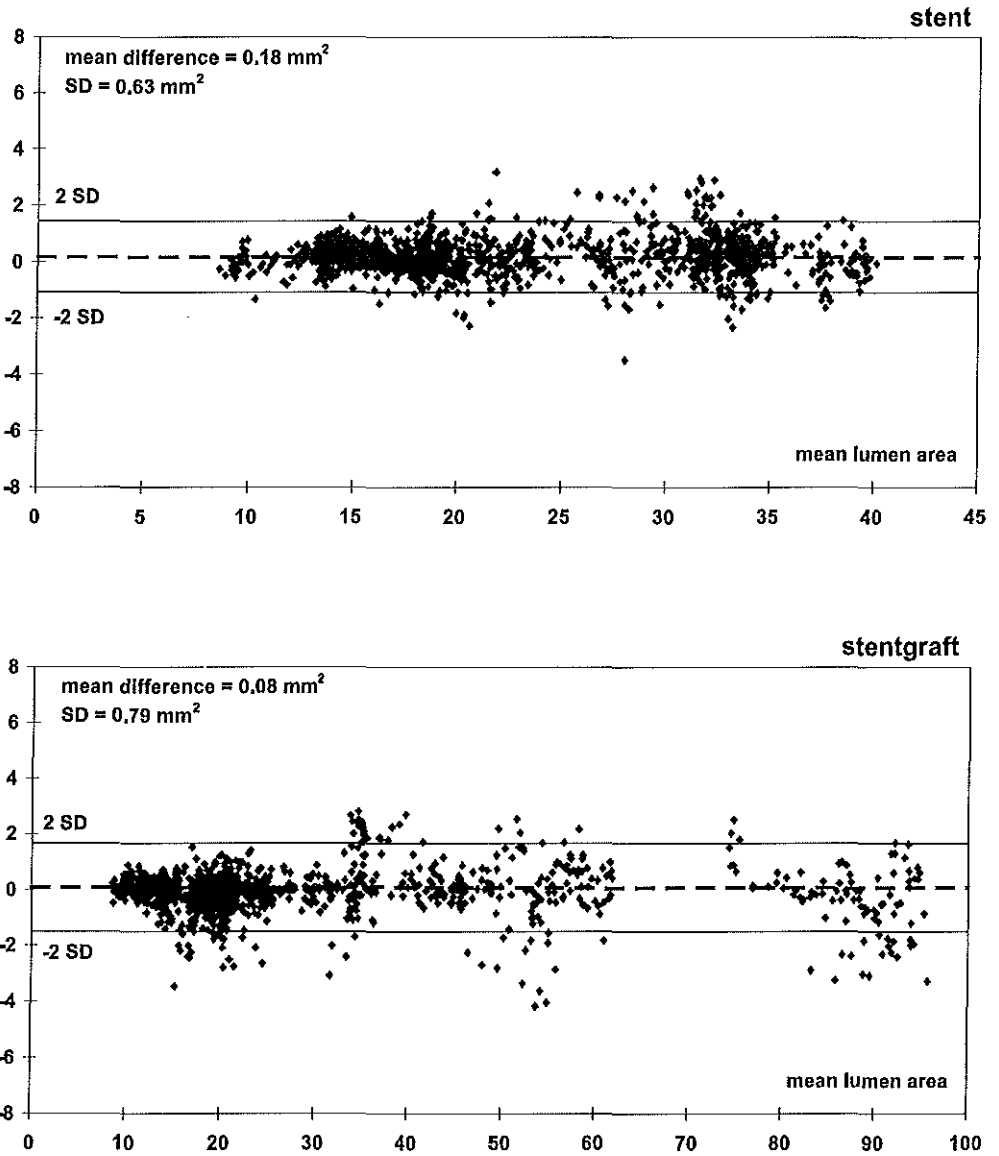 stent
8
mean difference = 0.18 mm²
SD = 0.63 mm²
6
4
2 SD
2
0
-2 SD
-2
-4
-6
mean lumen area
-8
0 5 10 15 20 25 30 35 40 45
stentgraft
8
mean difference = 0.08 mm²
SD = 0.79 mm²
6
4
2 SD
2
0
-2 SD
-2
-4
-6
mean lumen area
-8
0 10 20 30 40 50 60 70 80 90 100